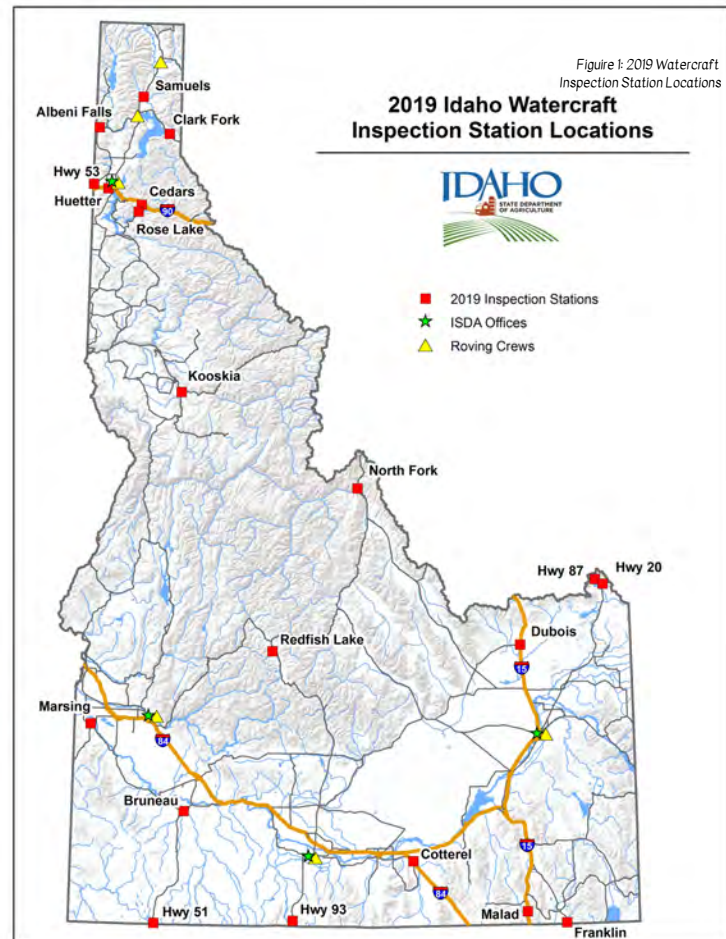 Figuire 1: 2019 Watercraft
Inspection Station Locations
2019 Idaho Watercraft
Inspection Station Locations
IDAHO
STATE DEPARTMENT
OF AGRICULTURE
2019 Inspection Stations
ISDA Offices
Roving Crews
Samuels
Albeni Falls
Clark Fork
Hwy 53
Cedars
Huetter
90
Rose Lake
Kooskia
North Fork
Hwy 87
Hwy 20
Redfish Lake
Dubois
15
Marsing
84
Bruneau
15
Cotterel
84
Hwy 51
Hwy 93
Malad
Franklin